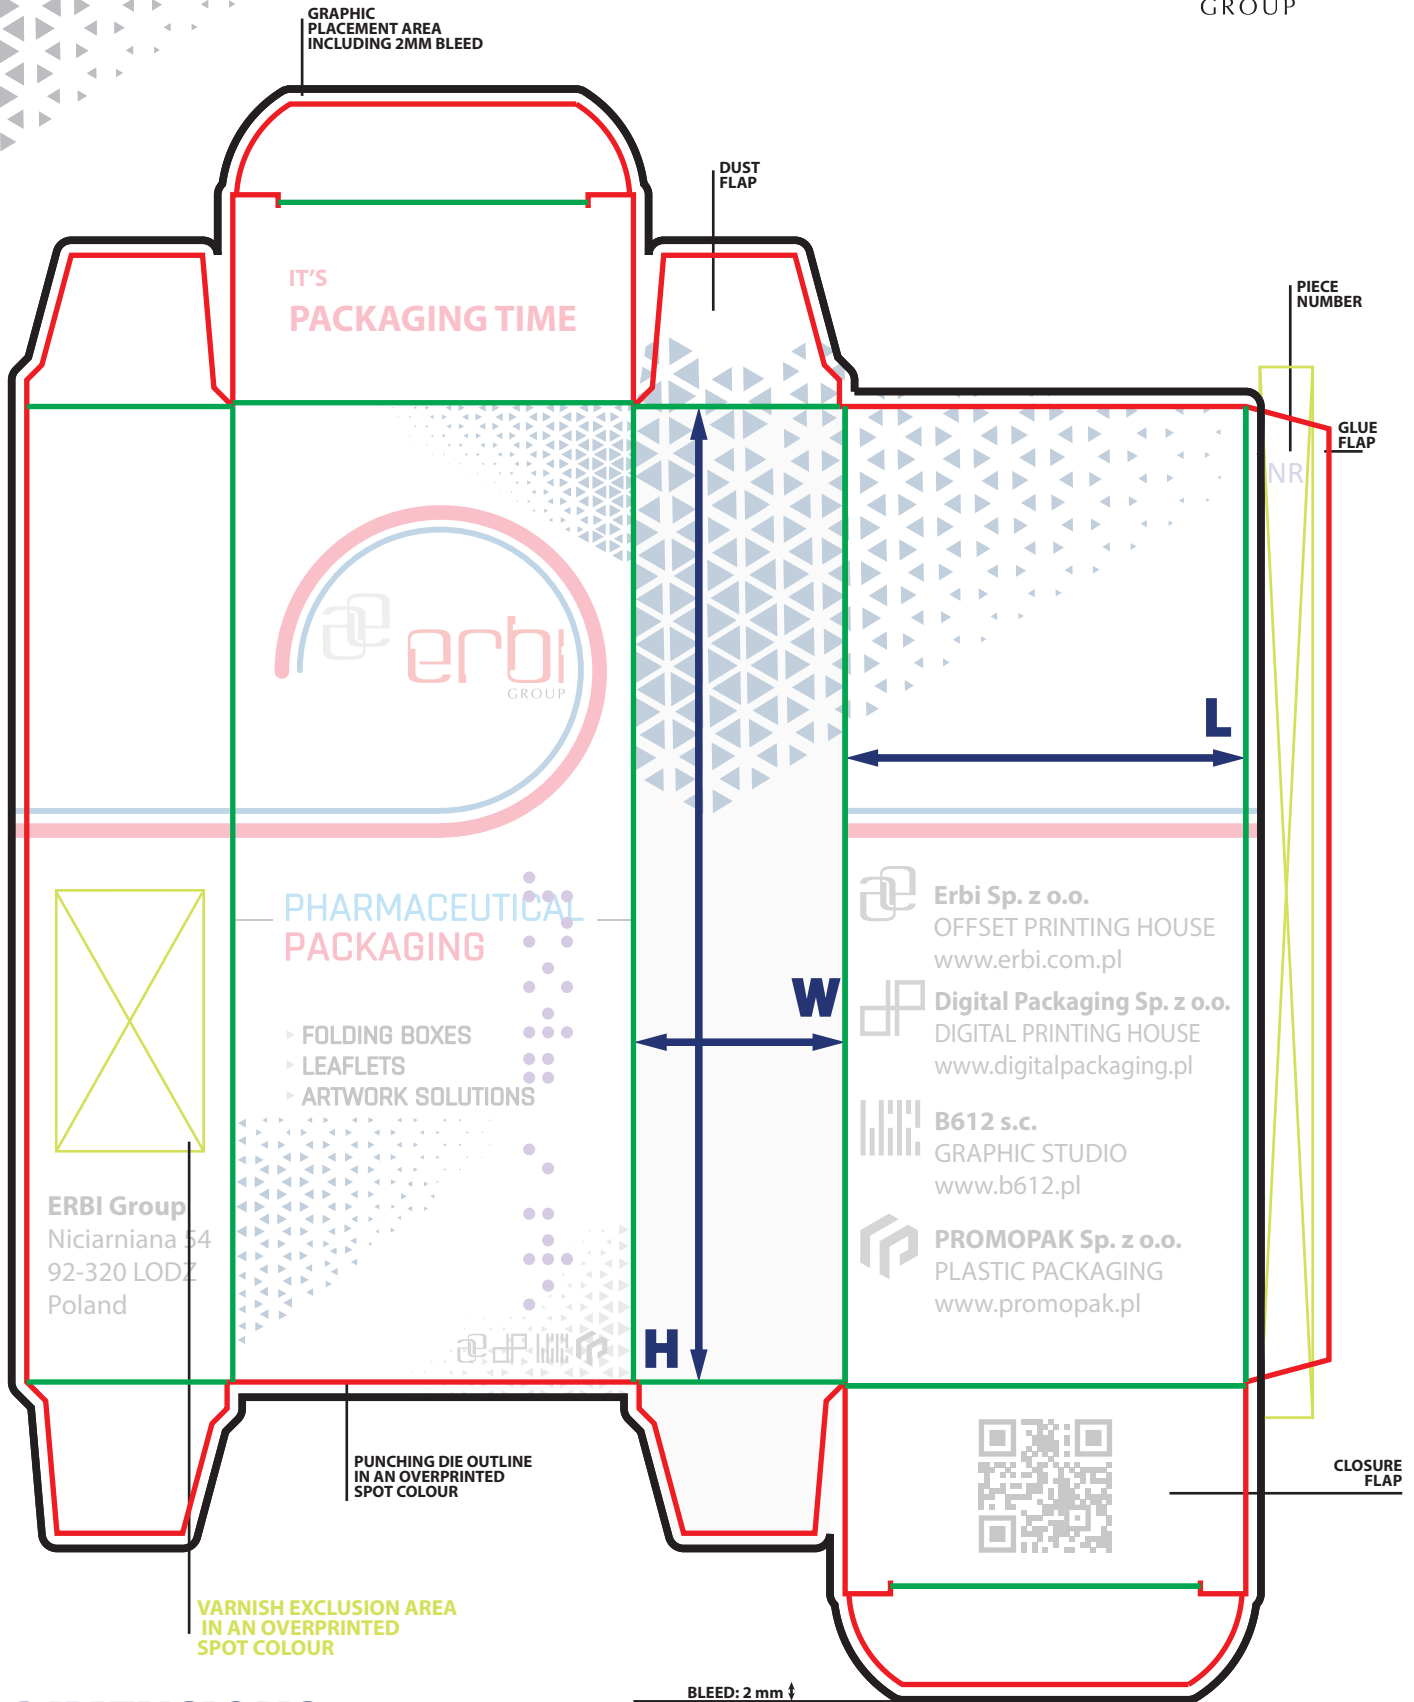 GROUP
GRAPHIC
PLACEMENT AREA
INCLUDING 2MM BLEED
DUST
FLAP
PIECE
NUMBER
GLUE
FLAP
NR
IT'S
PACKAGING TIME
erbi
GROUP
L
PHARMACEUTICAL
PACKAGING
FOLDING BOXES
LEAFLETS
ARTWORK SOLUTIONS
W
H
Erbi Sp. z o.o.
OFFSET PRINTING HOUSE
www.erbi.com.pl
Digital Packaging Sp. z o.o.
DIGITAL PRINTING HOUSE
www.digitalpackaging.pl
B612 s.c.
GRAPHIC STUDIO
www.b612.pl
PROMOPAK Sp. z o.o.
PLASTIC PACKAGING
www.promopak.pl
ERBI Group
Niciarniana 54
92-320 LODZ
Poland
PUNCHING DIE OUTLINE
IN AN OVERPRINTED
SPOT COLOUR
CLOSURE
FLAP
VARNISH EXCLUSION AREA
IN AN OVERPRINTED
SPOT COLOUR
BLEED: 2 mm